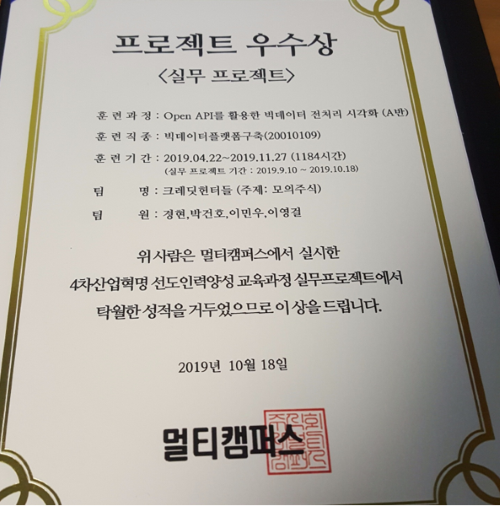 프로젝트 우수상
<실무 프로젝트>
훈 련 과 정 : Open API를 활용한 빅데이터 전처리 시각화 (A반)
훈 련 직 종 : 빅데이터플랫폼구축(20010109)
훈 련 기 간 : 2019.04.22~2019.11.27 (1184시간)
(실무 프로젝트 기간 : 2019.9.10 ~ 2019.10.18)
팀 명 : 크레딧헌터들 (주제: 모의주식)
팀 원 : 경현,박건호,이민우,이영걸
위 사람은 멀티캠퍼스에서 실시한
4차산업혁명 선도인력양성 교육과정 실무프로젝트에서
탁월한 성적을 거두었으므로 이 상을 드립니다.
2019년 10월 18일
멀티캠퍼스